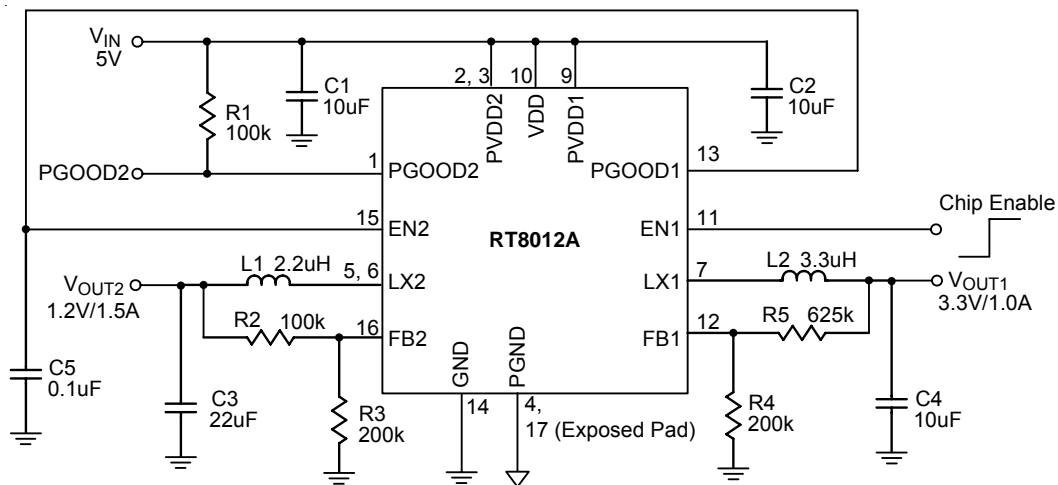 V_IN
5V
2, 3
10
9
C1
10uF
C2
10uF
R1
100k
PVDD2
VDD
PVDD1
PGOOD2
1
PGOOD2
PGOOD1
13
15
EN2
RT8012A
EN1
11
Chip Enable
V_OUT2
1.2V/1.5A
L1 2.2uH
5, 6
LX2
LX1
7
L2 3.3uH
V_OUT1
3.3V/1.0A
R2 100k
16
FB2
FB1
12
R5 625k
GND
PGND
C5
0.1uF
C3
22uF
R3
200k
14
4,
17 (Exposed Pad)
R4
200k
C4
10uF